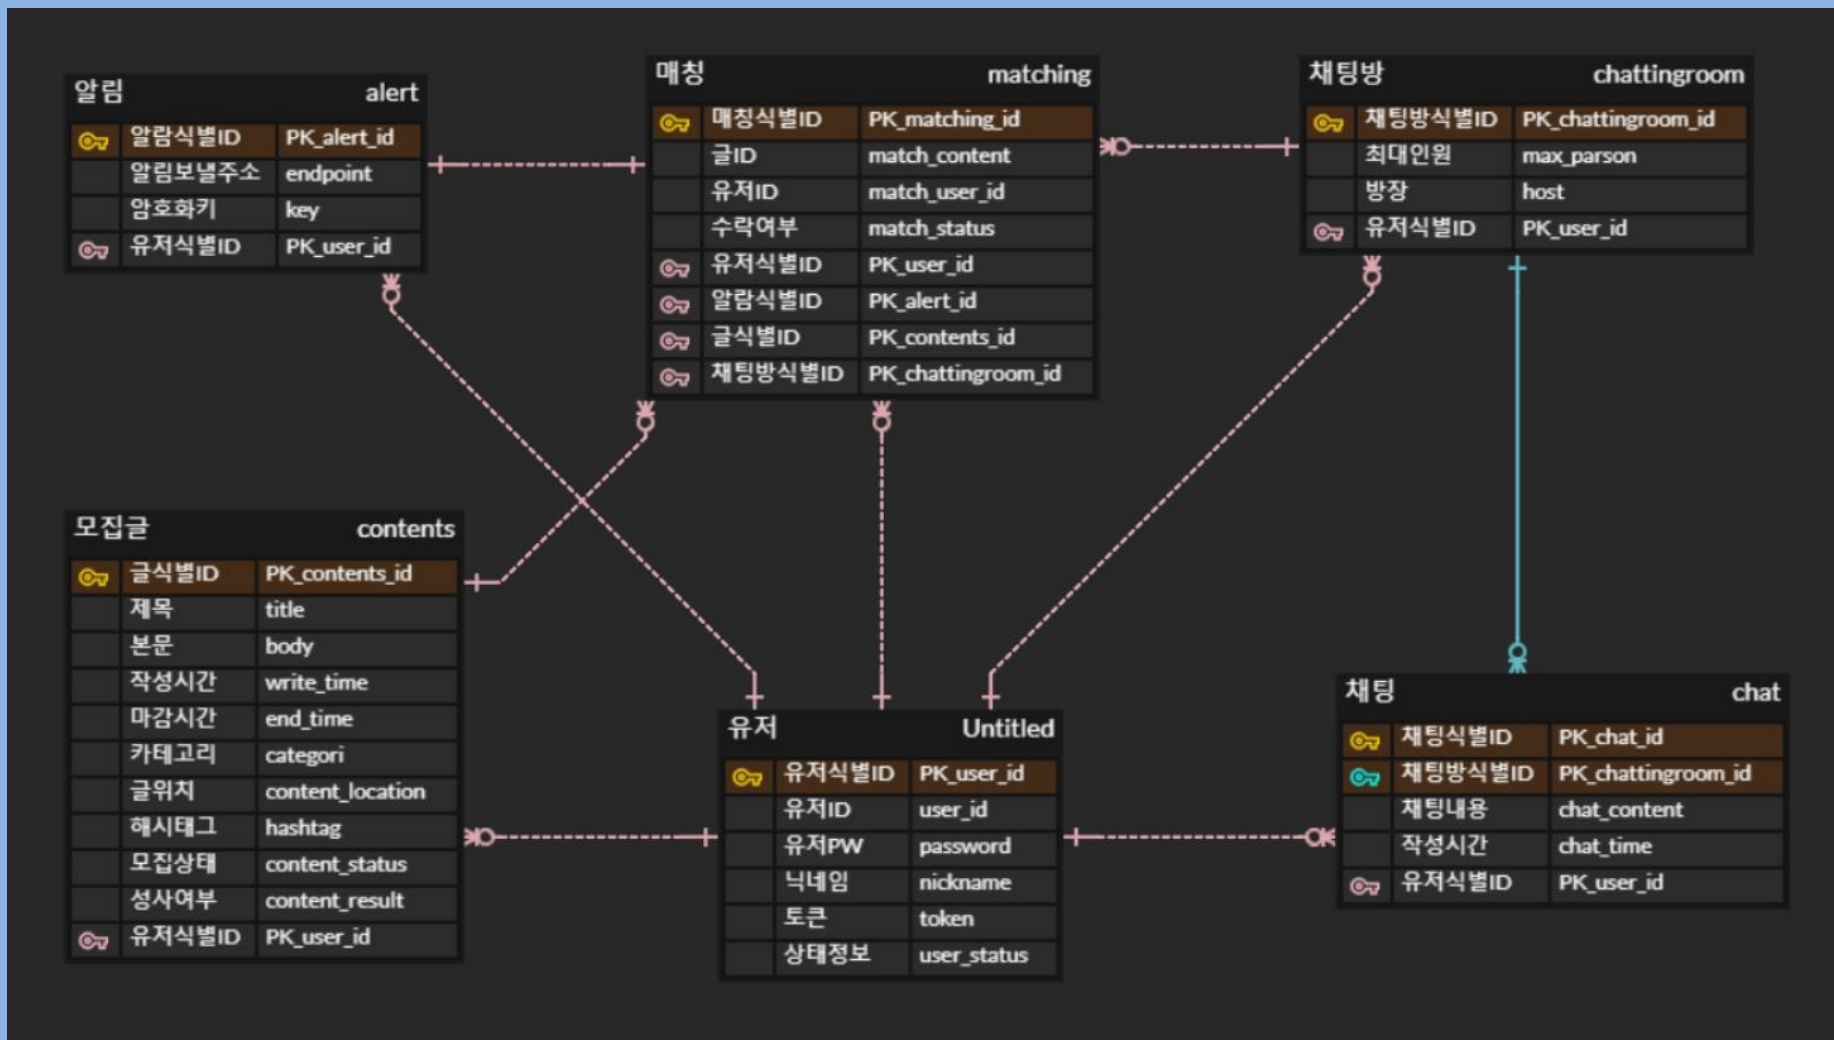 알림 alert
알람식별ID PK_alert_id
알림보낼주소 endpoint
암호화키 key
유저식별ID PK_user_id
매칭 matching
매칭식별ID PK_matching_id
글ID match_content
유저ID match_user_id
수락여부 match_status
유저식별ID PK_user_id
알람식별ID PK_alert_id
글식별ID PK_contents_id
채팅방식별ID PK_chattingroom_id
채팅방 chattingroom
채팅방식별ID PK_chattingroom_id
최대인원 max_parson
방장 host
유저식별ID PK_user_id
모집글 contents
글식별ID PK_contents_id
제목 title
본문 body
작성시간 write_time
마감시간 end_time
카테고리 categori
글위치 content_location
해시태그 hashtag
모집상태 content_status
성사여부 content_result
유저식별ID PK_user_id
유저 Untitled
유저식별ID PK_user_id
유저ID user_id
유저PW password
닉네임 nickname
토큰 token
상태정보 user_status
채팅 chat
채팅식별ID PK_chat_id
채팅방식별ID PK_chattingroom_id
채팅내용 chat_content
작성시간 chat_time
유저식별ID PK_user_id